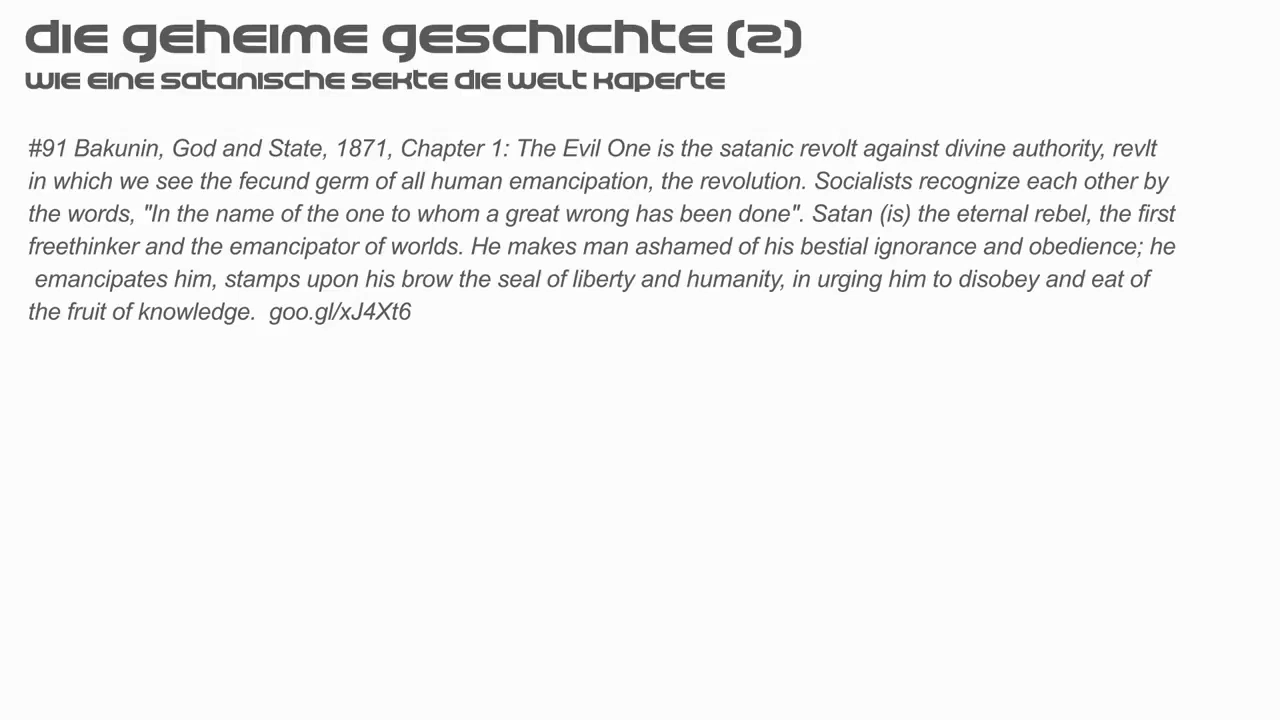 die geheime geschichte (2)
wie eine satanische sekte die welt kaperte
#91 Bakunin, God and State, 1871, Chapter 1: The Evil One is the satanic revolt against divine authority, revlt
in which we see the fecund germ of all human emancipation, the revolution. Socialists recognize each other by
the words, "In the name of the one to whom a great wrong has been done". Satan (is) the eternal rebel, the first
freethinker and the emancipator of worlds. He makes man ashamed of his bestial ignorance and obedience; he
emancipates him, stamps upon his brow the seal of liberty and humanity, in urging him to disobey and eat of
the fruit of knowledge. goo.gl/xJ4Xt6